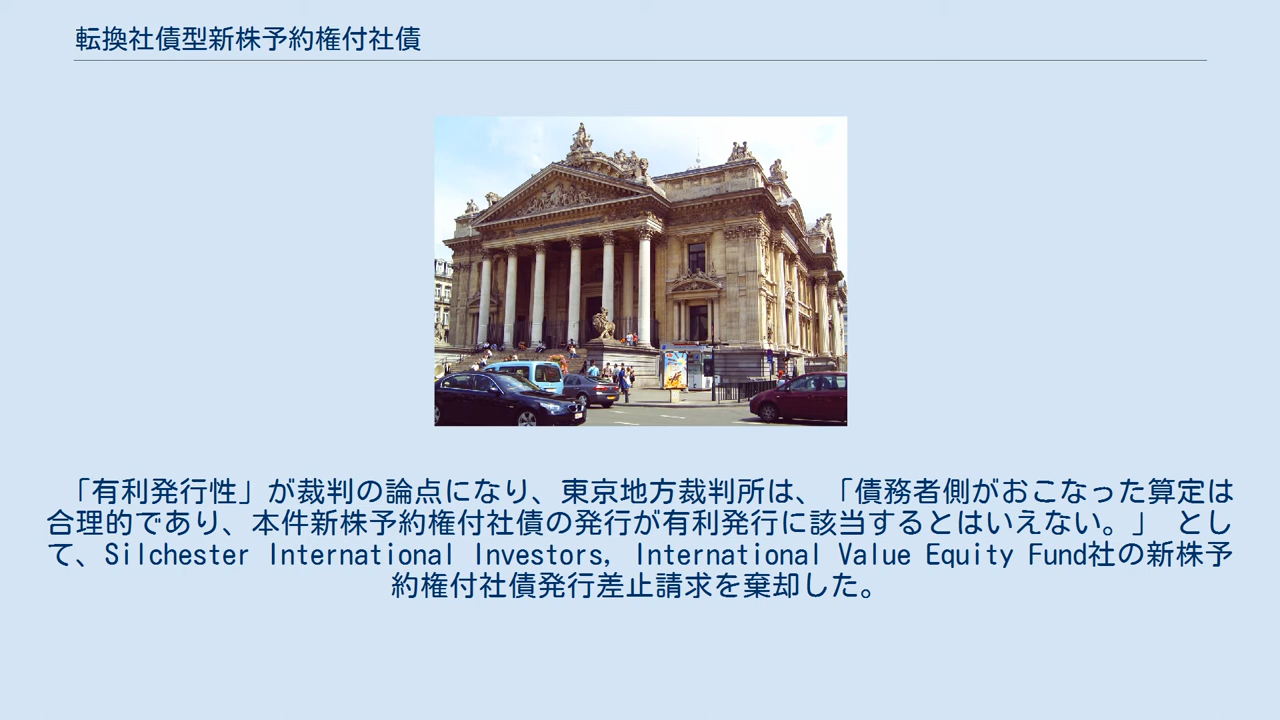 転換社債型新株予約権付社債
「有利発行性」が裁判の論点になり、東京地方裁判所は、「債務者側がおこなった算定は
合理的であり、本件新株予約権付社債の発行が有利発行に該当するとはいえない。」 とし
て、Silchester International Investors, International Value Equity Fund社の新株予
約権付社債発行差止請求を棄却した。